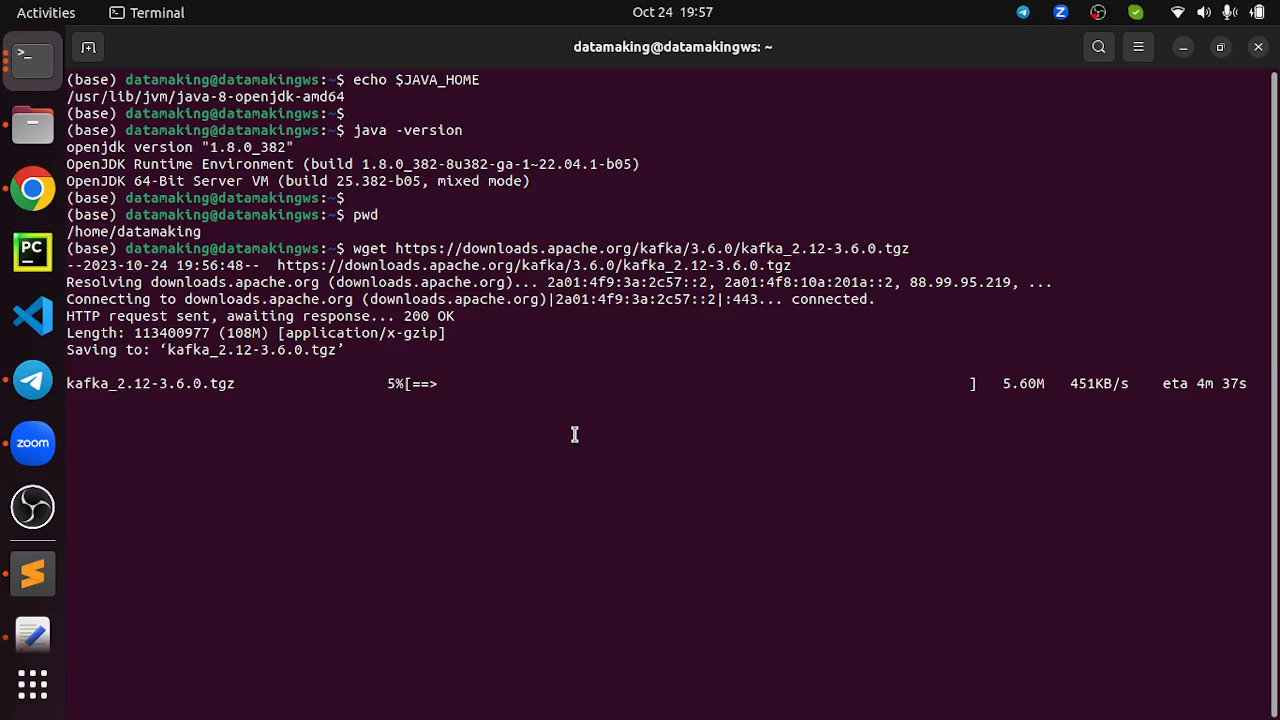 Activities Terminal Oct 24 19:57
datamaking@datamakingws: ~
(base) datamaking@datamakingws:~$ echo $JAVA_HOME
/usr/lib/jvm/java-8-openjdk-amd64
(base) datamaking@datamakingws:~$
(base) datamaking@datamakingws:~$ java -version
openjdk version "1.8.0_382"
OpenJDK Runtime Environment (build 1.8.0_382-8u382-ga-1~22.04.1-b05)
OpenJDK 64-Bit Server VM (build 25.382-b05, mixed mode)
(base) datamaking@datamakingws:~$
(base) datamaking@datamakingws:~$ pwd
/home/datamaking
(base) datamaking@datamakingws:~$ wget https://downloads.apache.org/kafka/3.6.0/kafka_2.12-3.6.0.tgz
--2023-10-24 19:56:48-- https://downloads.apache.org/kafka/3.6.0/kafka_2.12-3.6.0.tgz
Resolving downloads.apache.org (downloads.apache.org)... 2a01:4f9:3a:2c57::2, 2a01:4f8:10a:201a::2, 88.99.95.219, ...
Connecting to downloads.apache.org (downloads.apache.org)|2a01:4f9:3a:2c57::2|:443... connected.
HTTP request sent, awaiting response... 200 OK
Length: 113400977 (108M) [application/x-gzip]
Saving to: ‘kafka_2.12-3.6.0.tgz’
kafka_2.12-3.6.0.tgz 5%[==> ] 5.60M 451KB/s eta 4m 37s
PC
zoom